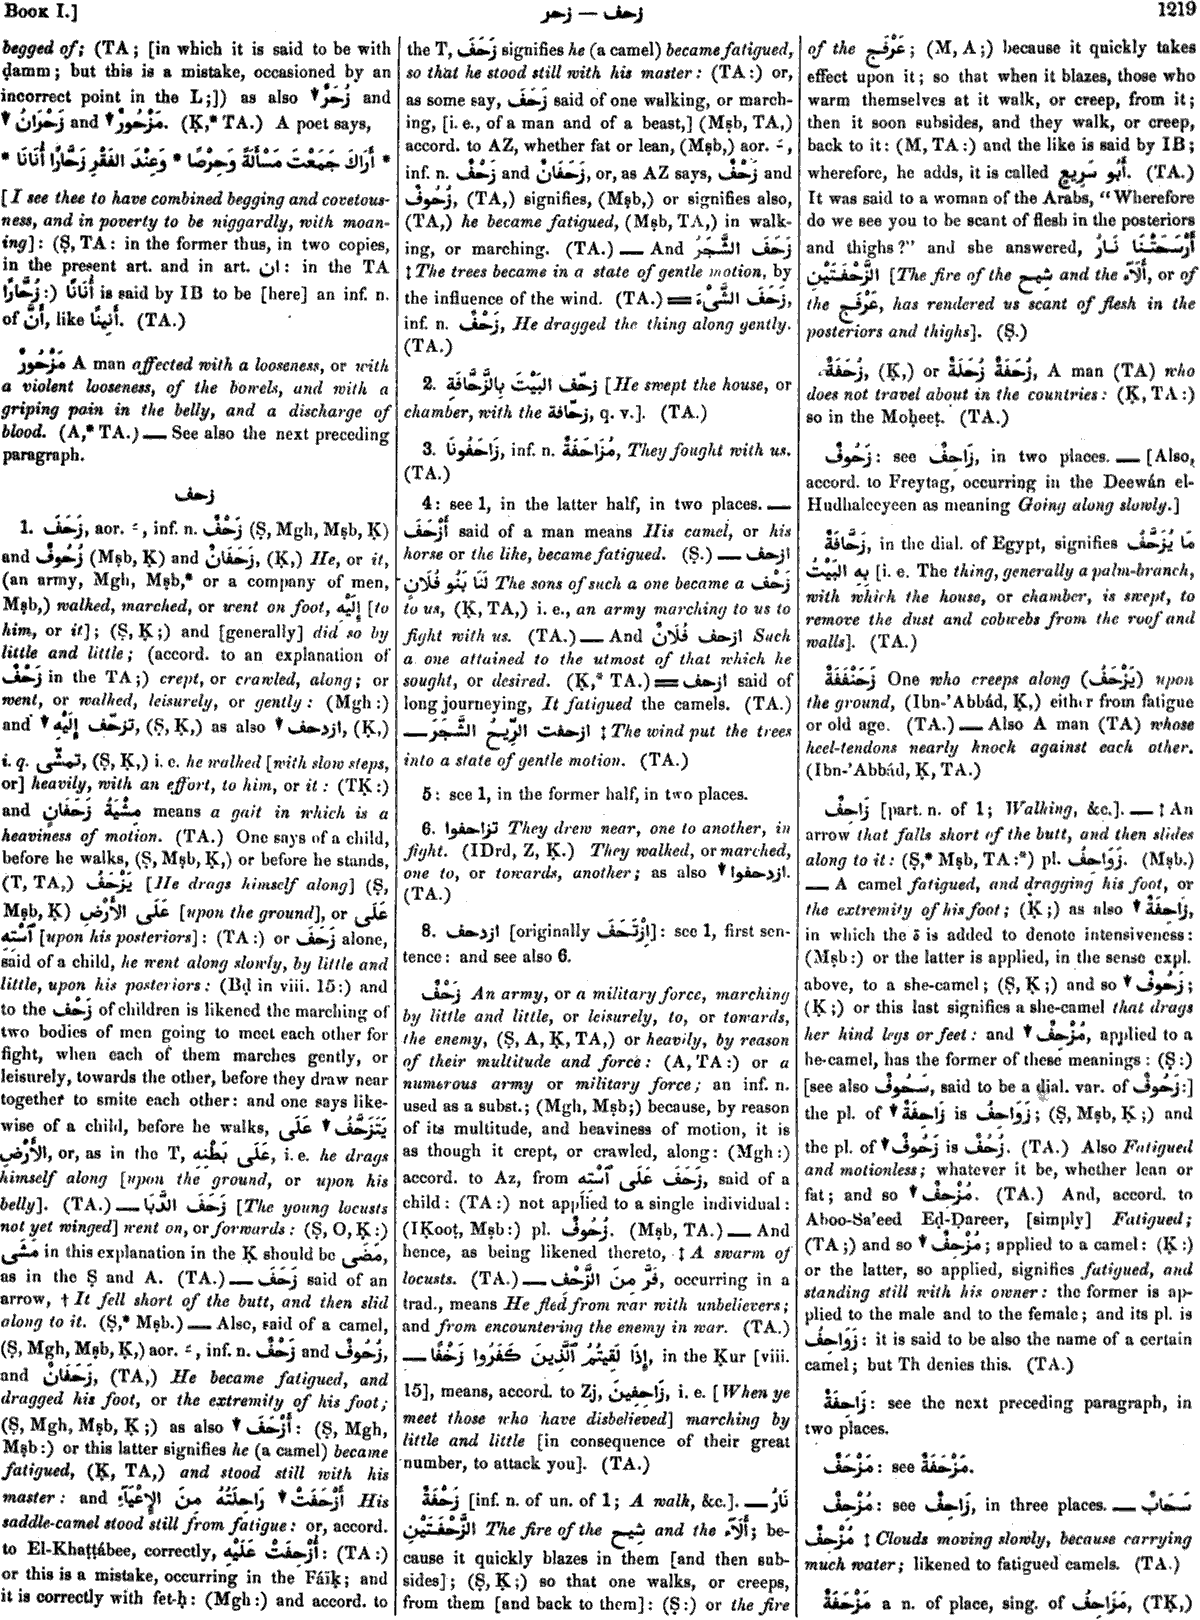 BOOK I.]
زحر — زحف
1219
begged of; (TA; [in which it is said to be with
ḍamm; but this is a mistake, occasioned by an
incorrect point in the L;]) as also ↓ زُحَرٌ and
↓ زَحْرَانُ and ↓ مَزْحُورٌ. (Ḳ,* TA.) A poet says,
* أَرَاكَ جَمَعْتَ مَسْأَلَةً وَحِرْصًا * وَعِنْدَ الفَقْرِ زَحَّارًا أُنَانَا *
[I see thee to have combined begging and covetous-
ness, and in poverty to be niggardly, with moan-
ing]: (Ṣ, TA: in the former thus, in two copies,
in the present art. and in art. ان: in the TA
زُحَّارًا:) أُنَانًا is said by IB to be [here] an inf. n.
of أَنَّ, like أَنِينًا. (TA.)
مَزْحُورٌ A man affected with a looseness, or with
a violent looseness, of the bowels, and with a
griping pain in the belly, and a discharge of
blood. (A,* TA.) — See also the next preceding
paragraph.
زحف
1. زَحَفَ, aor. ـَ, inf. n. زَحْفٌ (Ṣ, Mgh, Mṣb, Ḳ)
and زُحُوفٌ (Mṣb, Ḳ) and زَحَفَانٌ, (Ḳ,) He, or it,
(an army, Mgh, Mṣb,* or a company of men,
Mṣb,) walked, marched, or went on foot, إِلَيْهِ [to
him, or it]; (Ṣ, Ḳ;) and [generally] did so by
little and little; (accord. to an explanation of
زَحْفٌ in the TA;) crept, or crawled, along; or
went, or walked, leisurely, or gently: (Mgh:)
and ↓ تزحّف إِلَيْهِ, (Ṣ, Ḳ,) as also ↓ ازدحف, (Ḳ,)
i. q. تمشّى, (Ṣ, Ḳ,) i. e. he walked [with slow steps,
or] heavily, with an effort, to him, or it: (TḲ:)
and مِشْيَةُ زَحَفَانٍ means a gait in which is a
heaviness of motion. (TA.) One says of a child,
before he walks, (Ṣ, Mṣb, Ḳ,) or before he stands,
(T, TA,) يَزْحَفُ [He drags himself along] (Ṣ,
Mṣb, Ḳ) عَلَى الأَرْضِ [upon the ground], or عَلَى
ٱسْتِهِ [upon his posteriors]: (TA:) or زَحَفَ alone,
said of a child, he went along slowly, by little and
little, upon his posteriors: (Bḍ in viii. 15:) and
to the زَحْف of children is likened the marching of
two bodies of men going to meet each other for
fight, when each of them marches gently, or
leisurely, towards the other, before they draw near
together to smite each other: and one says like-
wise of a child, before he walks, ↓ يَتَزَحَّفُ عَلَى
الأَرْضِ, or, as in the T, عَلَى بَطْنِهِ, i. e. he drags
himself along [upon the ground, or upon his
belly]. (TA.) — زَحَفَ الدَّبَا [The young locusts
not yet winged] went on, or forwards: (Ṣ, O, Ḳ:)
مَشَى in this explanation in the Ḳ should be مَضَى,
as in the Ṣ and A. (TA.) — زَحَفَ said of an
arrow, † It fell short of the butt, and then slid
along to it. (Ṣ,* Mṣb.) — Also, said of a camel,
(Ṣ, Mgh, Mṣb, Ḳ,) aor. ـَ, inf. n. زَحْفٌ and زُحُوفٌ,
and زَحَفَانٌ, (TA,) He became fatigued, and
dragged his foot, or the extremity of his foot;
(Ṣ, Mgh, Mṣb, Ḳ;) as also ↓ أَزْحَفَ: (Ṣ, Mgh,
Mṣb:) or this latter signifies he (a camel) became
fatigued, (Ḳ, TA,) and stood still with his
master: and ↓ أَزْحَفَتْ رَاحِلَتُهُ مِنَ الإِعْيَآءِ His
saddle-camel stood still from fatigue: or, accord.
to El-Khaṭṭábee, correctly, أُزْحِفَتْ عَلَيْهِ: (TA:)
or this is a mistake, occurring in the Fáïḳ; and
it is correctly with fet-ḥ: (Mgh:) and accord. to
the T, زَحَفَ signifies he (a camel) became fatigued,
so that he stood still with his master: (TA:) or,
as some say, زَحَفَ said of one walking, or march-
ing, [i. e., of a man and of a beast,] (Mṣb, TA,)
accord. to AZ, whether fat or lean, (Mṣb,) aor. ـَ,
inf. n. زَحْفٌ and زَحَفَانٌ, or, as AZ says, زَحْفٌ and
زُحُوفٌ, (TA,) signifies, (Mṣb,) or signifies also,
(TA,) he became fatigued, (Mṣb, TA,) in walk-
ing, or marching. (TA.) — And زَحَفَ الشَّجَرُ
‡ The trees became in a state of gentle motion, by
the influence of the wind. (TA.) = زَحَفَ الشَّىْءَ,
inf. n. زَحْفٌ, He dragged the thing along gently.
(TA.)
2. زحّف البَيْتَ بِالزَّحَّافَةِ [He swept the house, or
chamber, with the زحّافة, q. v.]. (TA.)
3. زَاحَفُونَا, inf. n. مُزَاحَفَةٌ, They fought with us.
(TA.)
4: see 1, in the latter half, in two places. —
أَزْحَفَ said of a man means His camel, or his
horse or the like, became fatigued. (Ṣ.) — ازحف
لَنَا بَنُو فُلَانٍ زَحْفًا The sons of such a one became a زَحْف
to us, (Ḳ, TA,) i. e., an army marching to us to
fight with us. (TA.) — And ازحف فُلَانٌ Such
a one attained to the utmost of that which he
sought, or desired. (Ḳ,* TA.) = ازحف said of
long journeying, It fatigued the camels. (TA.)
— ازحفت الرِّيحُ الشَّجَرَ ‡ The wind put the trees
into a state of gentle motion. (TA.)
5: see 1, in the former half, in two places.
6. تزاحفوا They drew near, one to another, in
fight. (IDrd, Z, Ḳ.) They walked, or marched,
one to, or towards, another; as also ↓ ازدحفوا.
(TA.)
8. ازدحف [originally اِزْتَحَفَ]: see 1, first sen-
tence: and see also 6.
زَحْفٌ An army, or a military force, marching
by little and little, or leisurely, to, or towards,
the enemy, (Ṣ, A, Ḳ, TA,) or heavily, by reason
of their multitude and force: (A, TA:) or a
numerous army or military force; an inf. n.
used as a subst.; (Mgh, Mṣb;) because, by reason
of its multitude, and heaviness of motion, it is
as though it crept, or crawled, along: (Mgh:)
accord. to Az, from زَحَفَ عَلَى ٱسْتِهِ, said of a
child: (TA:) not applied to a single individual:
(IḲooṭ, Mṣb:) pl. زُحُوفٌ. (Mṣb, TA.) — And
hence, as being likened thereto, ‡ A swarm of
locusts. (TA.) — فَرَّ مِنَ الزَّحْفِ, occurring in a
trad., means He fled from war with unbelievers;
and from encountering the enemy in war. (TA.)
— إِذَا لَقِيتُمُ ٱلَّذِينَ كَفَرُوا زَحْفًا, in the Ḳur [viii.
15], means, accord. to Zj, زَاحِفِينَ, i. e. [When ye
meet those who have disbelieved] marching by
little and little [in consequence of their great
number, to attack you]. (TA.)
زَحْفَةٌ [inf. n. of un. of 1; A walk, &c.]. — نَارُ
الزَّحْفَتَيْنِ The fire of the شِيح and the أَلَآء; be-
cause it quickly blazes in them [and then sub-
sides]; (Ṣ, Ḳ;) so that one walks, or creeps,
from them [and back to them]: (Ṣ:) or the fire
of the عَرْفَج; (M, A;) because it quickly takes
effect upon it; so that when it blazes, those who
warm themselves at it walk, or creep, from it;
then it soon subsides, and they walk, or creep,
back to it: (M, TA:) and the like is said by IB;
wherefore, he adds, it is called أَبُو سَرِيعٍ. (TA.)
It was said to a woman of the Arabs, “Wherefore
do we see you to be scant of flesh in the posteriors
and thighs?” and she answered, أَرْسَحَتْنَا نَارُ
الزَّحْفَتَيْنِ [The fire of the شِيح and the أَلَآء, or of
the عَرْفَج, has rendered us scant of flesh in the
posteriors and thighs]. (Ṣ.)
زُحَفَةٌ, (Ḳ,) or زُحَفَةٌ زُحَلَةٌ, A man (TA) who
does not travel about in the countries: (Ḳ, TA:)
so in the Moḥeeṭ. (TA.)
زَحُوفٌ: see زَاحِفٌ, in two places. — [Also,
accord. to Freytag, occurring in the Deewán el-
Hudhaleeyeen as meaning Going along slowly.]
زَحَّافَةٌ, in the dial. of Egypt, signifies مَا يُزَحَّفُ
بِهِ البَيْتُ [i. e. The thing, generally a palm-branch,
with which the house, or chamber, is swept, to
remove the dust and cobwebs from the roof and
walls]. (TA.)
زَحَنْفَفَةٌ One who creeps along (يَزْحَفُ) upon
the ground, (Ibn-’Abbád, Ḳ,) either from fatigue
or old age. (TA.) — Also A man (TA) whose
heel-tendons nearly knock against each other.
(Ibn-’Abbád, Ḳ, TA.)
زَاحِفٌ [part. n. of 1; Walking, &c.]. — ‡ An
arrow that falls short of the butt, and then slides
along to it: (Ṣ,* Mṣb, TA:*) pl. زَوَاحِفُ. (Mṣb.)
— A camel fatigued, and dragging his foot, or
the extremity of his foot; (Ḳ;) as also ↓ زَاحِفَةٌ,
in which the ة is added to denote intensiveness:
(Mṣb:) or the latter is applied, in the sense expl.
above, to a she-camel; (Ṣ, Ḳ;) and so ↓ زَحُوفٌ;
(Ḳ;) or this last signifies a she-camel that drags
her hind legs or feet: and ↓ مُزْحِفٌ, applied to a
he-camel, has the former of these meanings: (Ṣ:)
[see also سَحُوفٌ, said to be a dial. var. of زَحُوفٌ:]
the pl. of ↓ زَاحِفَةٌ is زَوَاحِفُ; (Ṣ, Mṣb, Ḳ;) and
the pl. of ↓ زَحُوفٌ is زُحُفٌ. (TA.) Also Fatigued
and motionless; whatever it be, whether lean or
fat; and so ↓ مُزْحِفٌ. (TA.) And, accord. to
Aboo-Sa’eed Eḍ-Ḍareer, [simply] Fatigued;
(TA;) and so ↓ مُزْحِفٌ; applied to a camel: (Ḳ:)
or the latter, so applied, signifies fatigued, and
standing still with his owner: the former is ap-
plied to the male and to the female; and its pl. is
زَوَاحِفُ: it is said to be also the name of a certain
camel; but Th denies this. (TA.)
زَاحِفَةٌ: see the next preceding paragraph, in
two places.
مَزْحَفٌ: see مَزْحَفَةٌ.
مُزْحِفٌ: see زَاحِفٌ, in three places. — سَحَابٌ
مُزْحِفٌ ‡ Clouds moving slowly, because carrying
much water; likened to fatigued camels. (TA.)
مَزْحَفَةٌ a n. of place, sing. of مَزَاحِفُ, (TḲ,)